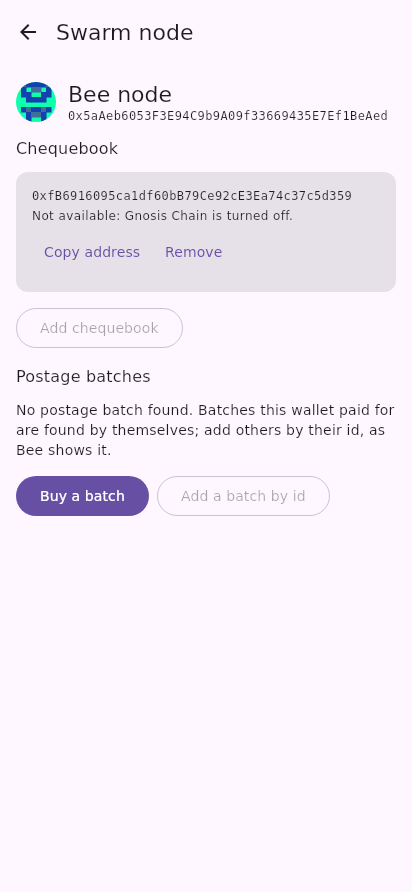 Swarm node
Bee node
0x5aAeb6053F3E94C9b9A09f33669435E7Ef1BeAed
Chequebook
0xfB6916095ca1df60bB79Ce92cE3Ea74c37c5d359
Not available: Gnosis Chain is turned off.
Copy address Remove
Add chequebook
Postage batches
No postage batch found. Batches this wallet paid for
are found by themselves; add others by their id, as
Bee shows it.
Buy a batch Add a batch by id